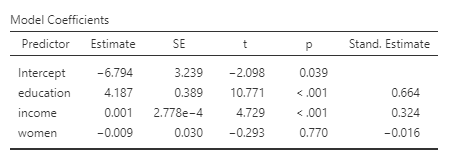 Model Coefficients
Predictor Estimate SE t p Stand. Estimate
Intercept −6.794 3.239 −2.098 0.039
education 4.187 0.389 10.771 < .001 0.664
income 0.001 2.778e−4 4.729 < .001 0.324
women −0.009 0.030 −0.293 0.770 −0.016